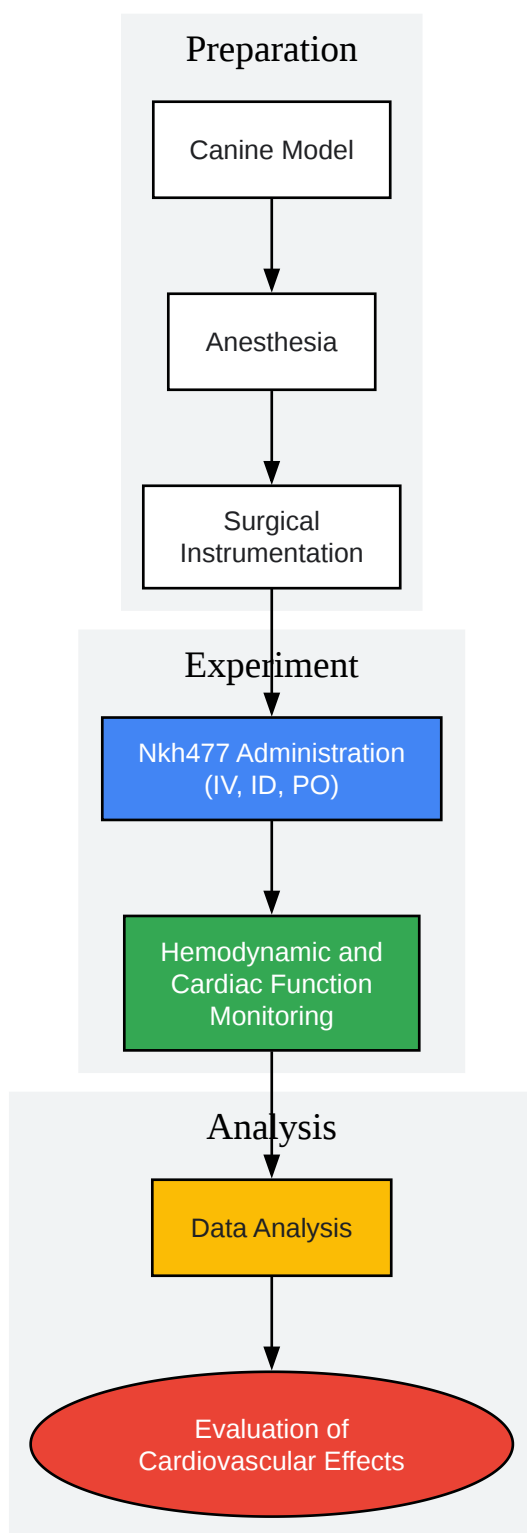 Preparation
Canine Model
Anesthesia
Surgical
Instrumentation
Experiment
Nkh477 Administration
(IV, ID, PO)
Hemodynamic and
Cardiac Function
Monitoring
Analysis
Data Analysis
Evaluation of
Cardiovascular Effects